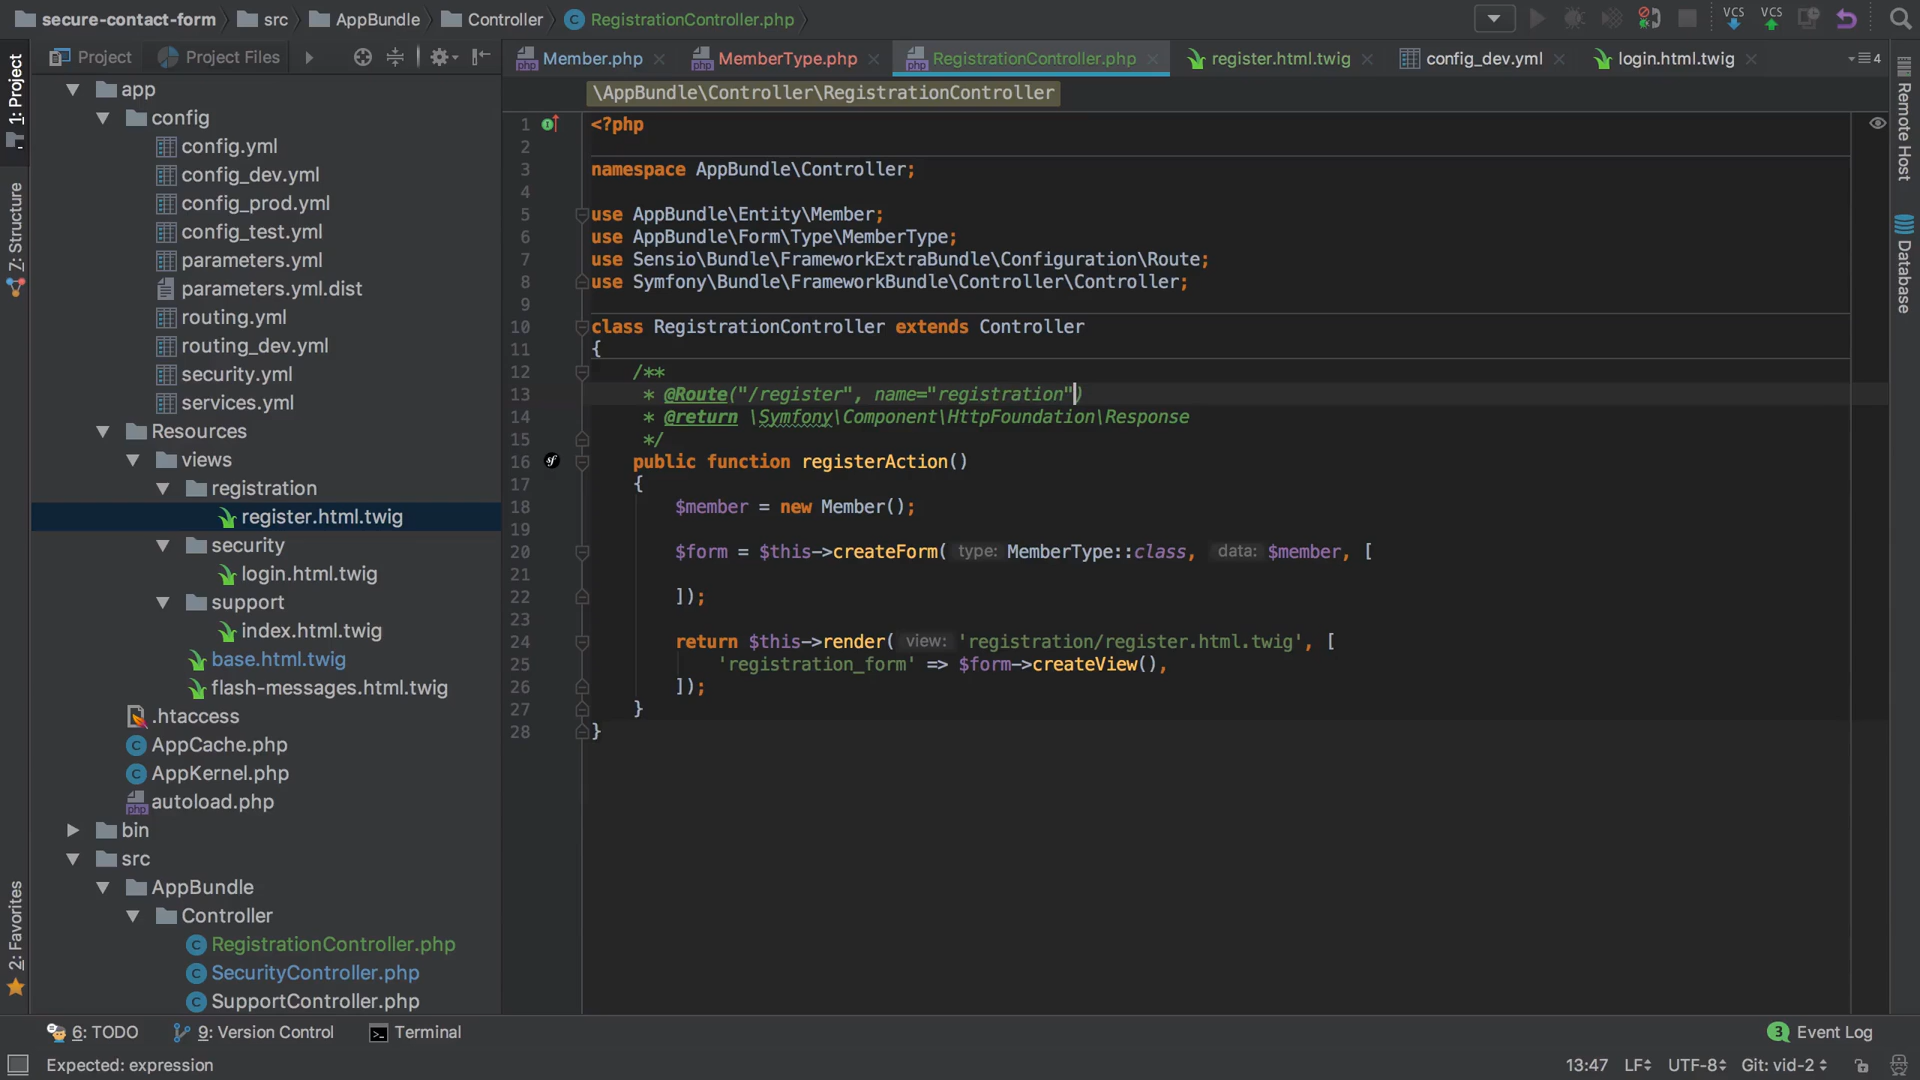 secure-contact-form src AppBundle Controller RegistrationController.php
VCS VCS
1: Project
Z: Structure
2: Favorites
Project Project Files
Member.php MemberType.php RegistrationController.php register.html.twig config_dev.yml login.html.twig 4
\AppBundle\Controller\RegistrationController
app
config
config.yml
config_dev.yml
config_prod.yml
config_test.yml
parameters.yml
parameters.yml.dist
routing.yml
routing_dev.yml
security.yml
services.yml
Resources
views
registration
register.html.twig
security
login.html.twig
support
index.html.twig
base.html.twig
flash-messages.html.twig
.htaccess
AppCache.php
AppKernel.php
autoload.php
bin
src
AppBundle
Controller
RegistrationController.php
SecurityController.php
SupportController.php
1 <?php
2
3 namespace AppBundle\Controller;
4
5 use AppBundle\Entity\Member;
6 use AppBundle\Form\Type\MemberType;
7 use Sensio\Bundle\FrameworkExtraBundle\Configuration\Route;
8 use Symfony\Bundle\FrameworkBundle\Controller\Controller;
9
10 class RegistrationController extends Controller
11 {
12 /**
13 * @Route("/register", name="registration")
14 * @return \Symfony\Component\HttpFoundation\Response
15 */
16 public function registerAction()
17 {
18 $member = new Member();
19
20 $form = $this->createForm( type: MemberType::class, data: $member, [
21
22 ]);
23
24 return $this->render( view: 'registration/register.html.twig', [
25 'registration_form' => $form->createView(),
26 ]);
27 }
28 }
Remote Host
Database
6: TODO 9: Version Control Terminal 3 Event Log
Expected: expression 13:47 LF UTF-8 Git: vid-2